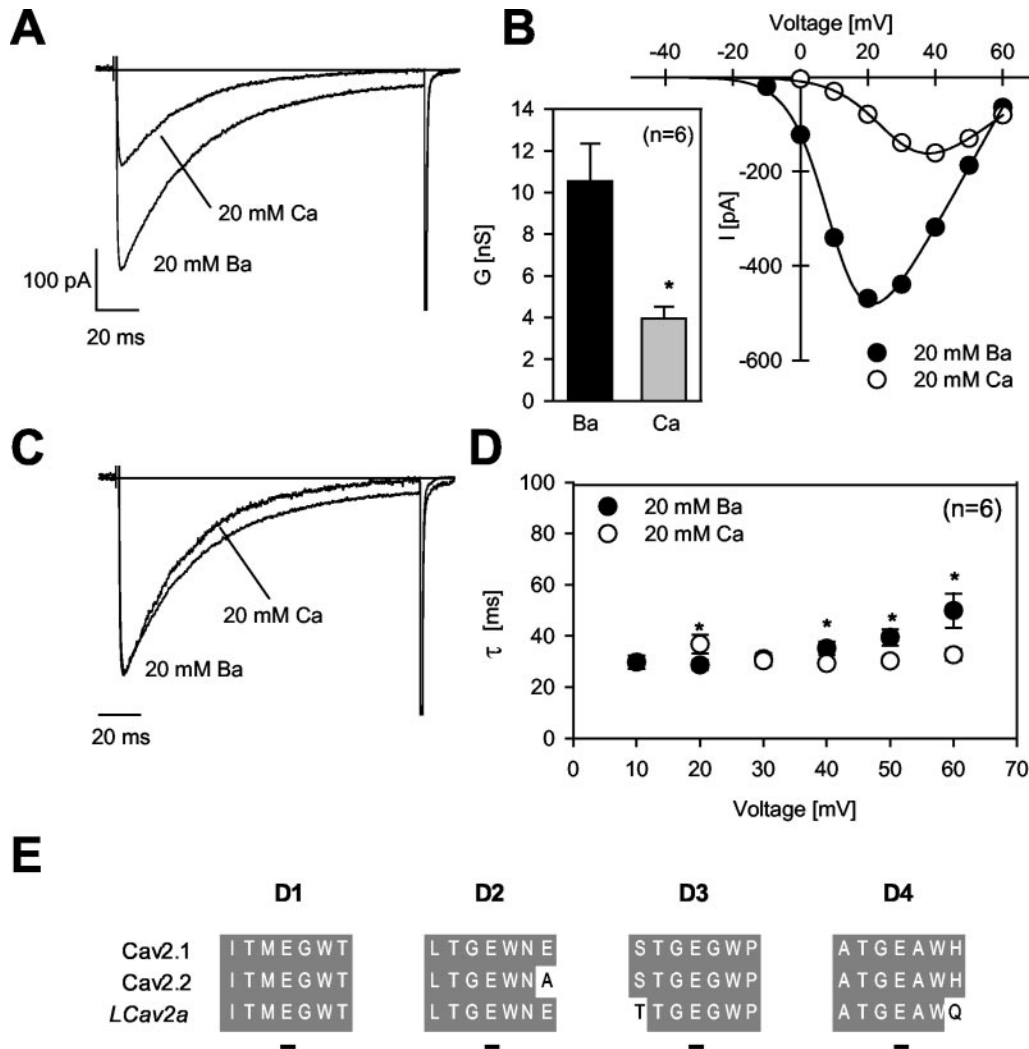 A
20 mM Ca
20 mM Ba
100 pA
20 ms
B
Voltage [mV]
-40 -20 0 20 40 60
14
12
10
8
6
4
2
0
G [nS]
(n=6)
*
Ba Ca
I [pA]
-200
-400
-600
20 mM Ba
20 mM Ca
C
20 mM Ca
20 mM Ba
20 ms
D
100
80
60
40
20
0
τ [ms]
20 mM Ba
20 mM Ca
(n=6)
* * * *
0 10 20 30 40 50 60 70
Voltage [mV]
E
D1 D2 D3 D4
Cav2.1 ITMEGWT LTGEWNE STGEGWP ATGEAWH
Cav2.2 ITMEGWT LTGEWNA STGEGWP ATGEAWH
LCav2a ITMEGWT LTGEWNE TTGEGWP ATGEAWQ